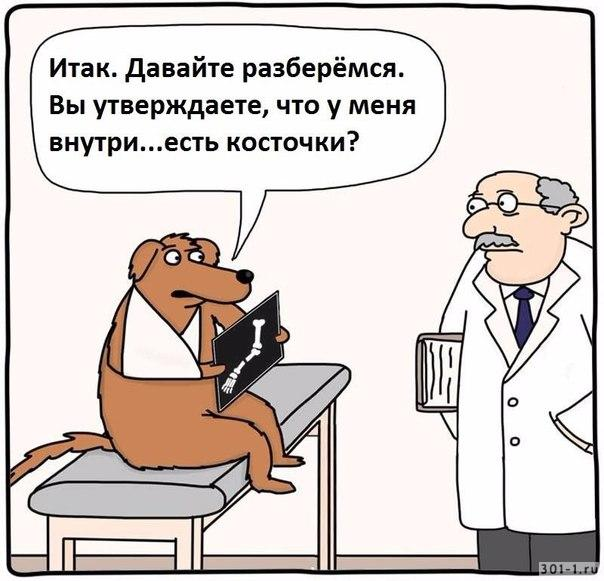 Итак. Давайте разберёмся.
Вы утверждаете, что у меня
внутри...есть косточки?
301-1.ru